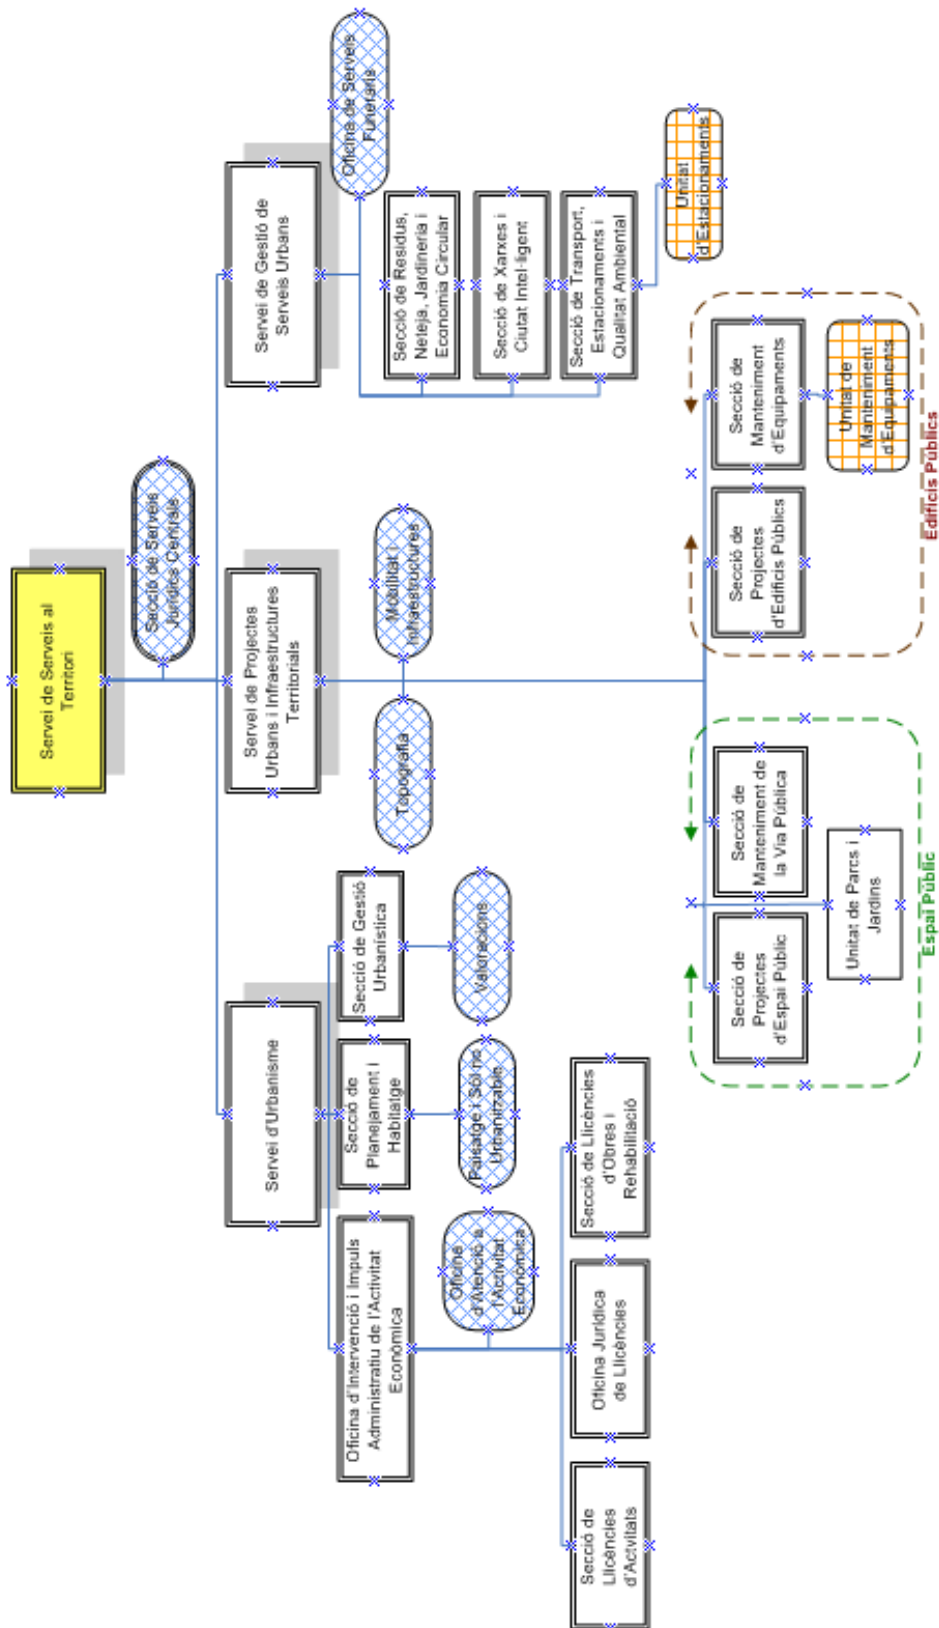 Servei de Serveis al
Territori
Secció de Serveis
Jurídics Centrals
Servei d'Urbanisme
Servei de Projectes
Urbans i Infraestructures
Territorials
Servei de Gestió de
Serveis Urbans
Oficina de Serveis
Funeraris
Oficina d'Intervenció i Impuls
Administratiu de l'Activitat
Econòmica
Secció de
Planejament I
Habitatge
Secció de Gestió
Urbanística
Topografia
Mobilitat i
Infraestructures
Secció de Residus,
Neteja, Jardineria i
Economia Circular
Secció de Xarxes i
Ciutat Intel·ligent
Secció de Transport,
Estacionaments i
Qualitat Ambiental
Oficina
d'Atenció a
l'Activitat
Econòmica
Paisatge i Sòl no
Urbanitzable
Valoracions
Unitat
d'Estacionaments
Secció de
Llicències
d'Actvitats
Oficina Jurídica
de Llicències
Secció de Llicències
d'Obres i
Rehabilitació
Secció de
Projectes
d'Espai Públic
Secció de
Manteniment de
la Via Pública
Secció de
Projectes
d'Edificis Públics
Secció de
Manteniment
d'Equipaments
Unitat de Parcs i
Jardins
Unitat de
Manteniment
d'Equipaments
Espai Públic
Edificis Públics